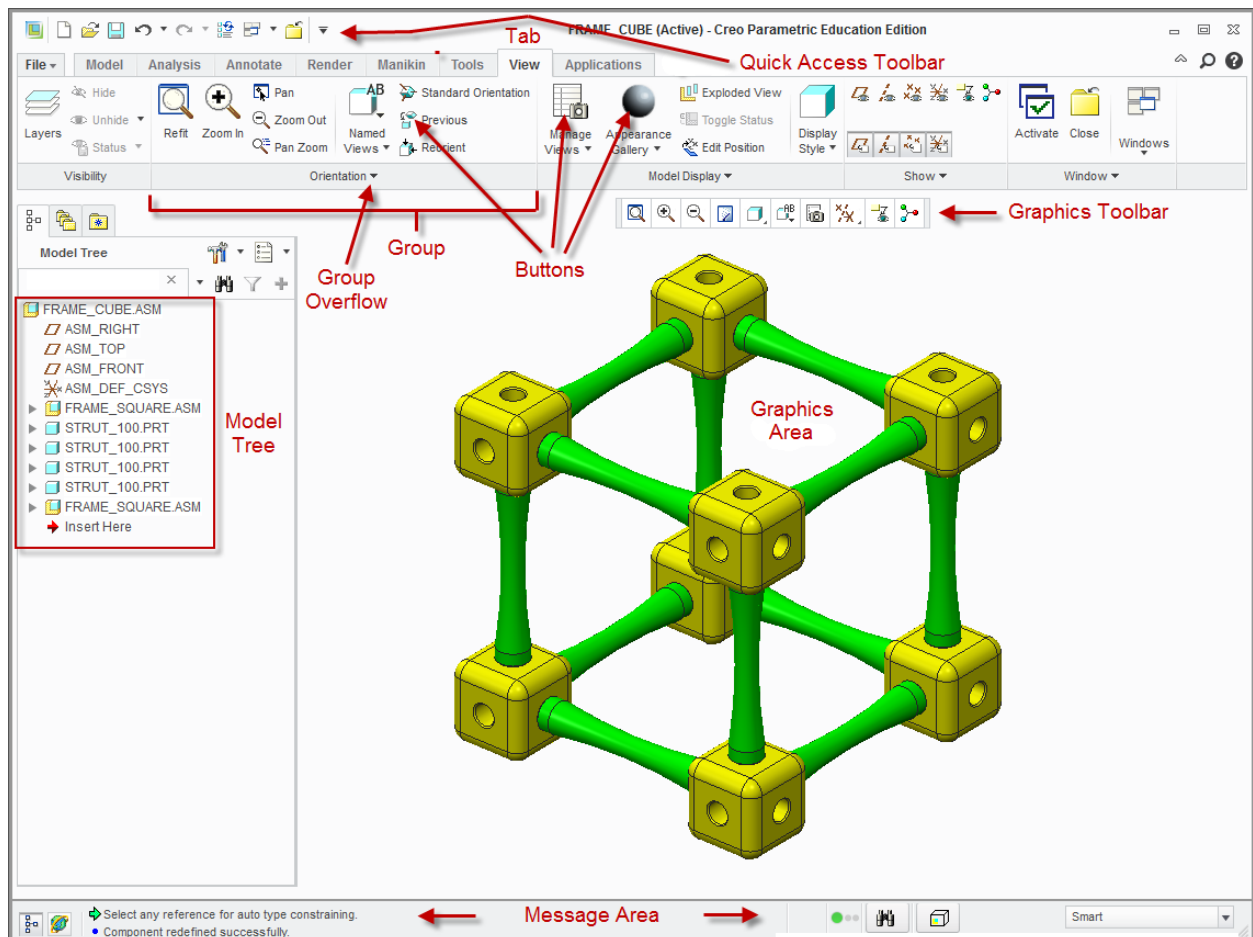 FRAME_CUBE (Active) - Creo Parametric Education Edition
Tab
File Model Analysis Annotate Render Manikin Tools View Applications
Quick Access Toolbar
Hide
Unhide
Status
Layers
Visibility
Refit
Zoom In
Pan
Zoom Out
Pan Zoom
AB
Named
Views
Standard Orientation
Previous
Reorient
Orientation
Manage
Views
Appearance
Gallery
Exploded View
Toggle Status
Edit Position
Display
Style
Model Display
Show
Activate
Close
Windows
Window
AB
Graphics Toolbar
Group
Buttons
Group
Overflow
Model Tree
FRAME_CUBE.ASM
ASM_RIGHT
ASM_TOP
ASM_FRONT
ASM_DEF_CSYS
FRAME_SQUARE.ASM
STRUT_100.PRT
STRUT_100.PRT
STRUT_100.PRT
STRUT_100.PRT
FRAME_SQUARE.ASM
Insert Here
Model
Tree
Graphics
Area
Select any reference for auto type constraining.
Component redefined successfully.
Message Area
Smart